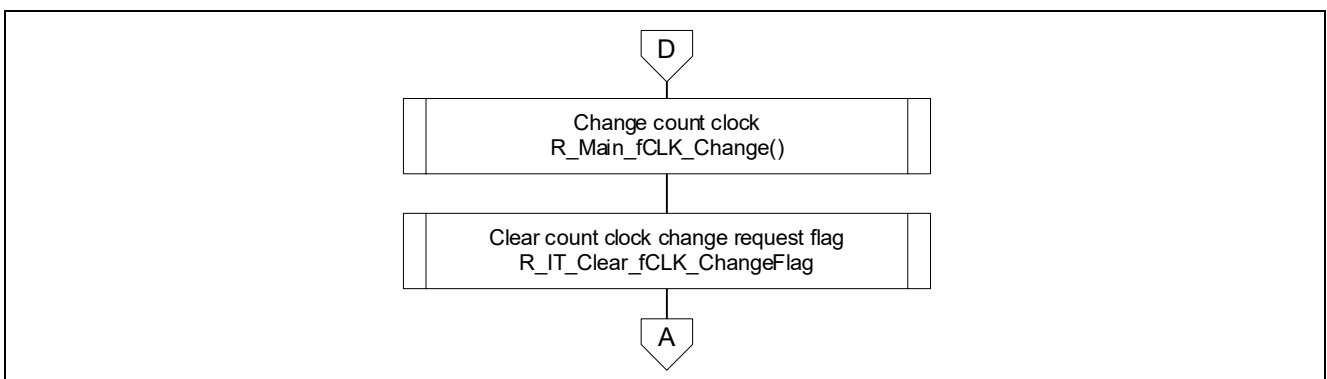 D
Change count clock
R_Main_fCLK_Change()
Clear count clock change request flag
R_IT_Clear_fCLK_ChangeFlag
A